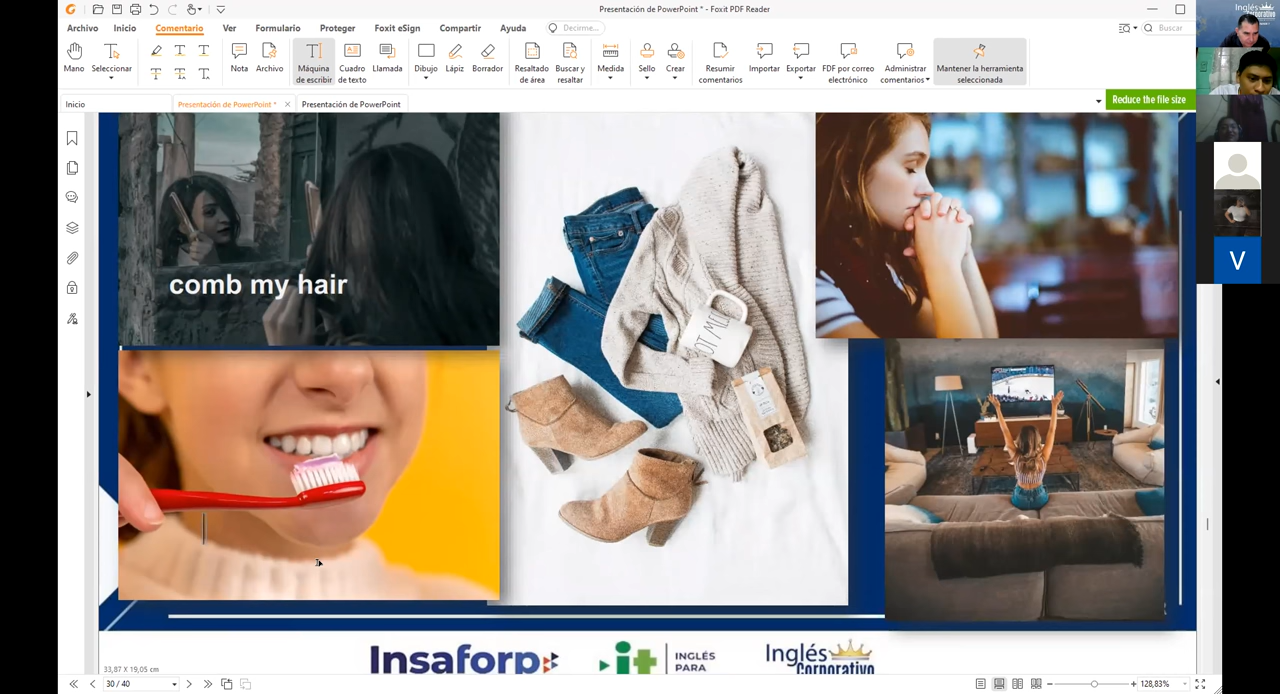 Presentación de PowerPoint * - Foxit PDF Reader
Inglés
Corporativo
Archivo Inicio Comentario Ver Formulario Proteger Foxit eSign Compartir Ayuda Decirme... Buscar
Mano Seleccionar Nota Archivo Máquina de escribir Cuadro de texto Llamada Dibujo Lápiz Borrador Resaltado de área Buscar y resaltar Medida Sello Crear Resumir comentarios Importar Exportar FDF por correo electrónico Administrar comentarios Mantener la herramienta seleccionada
Inicio Presentación de PowerPoint * Presentación de PowerPoint Reduce the file size
comb my hair
V
Insaforp it INGLÉS PARA Inglés Corporativo
33,87 X 19,05 cm
30 / 40 128,83%